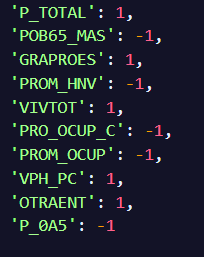 'P_TOTAL': 1,
'POB65_MAS': -1,
'GRAPROES': 1,
'PROM_HNV': -1,
'VIVTOT': 1,
'PRO_OCUP_C': -1,
'PROM_OCUP': -1,
'VPH_PC': 1,
'OTRAENT': 1,
'P_0A5': -1